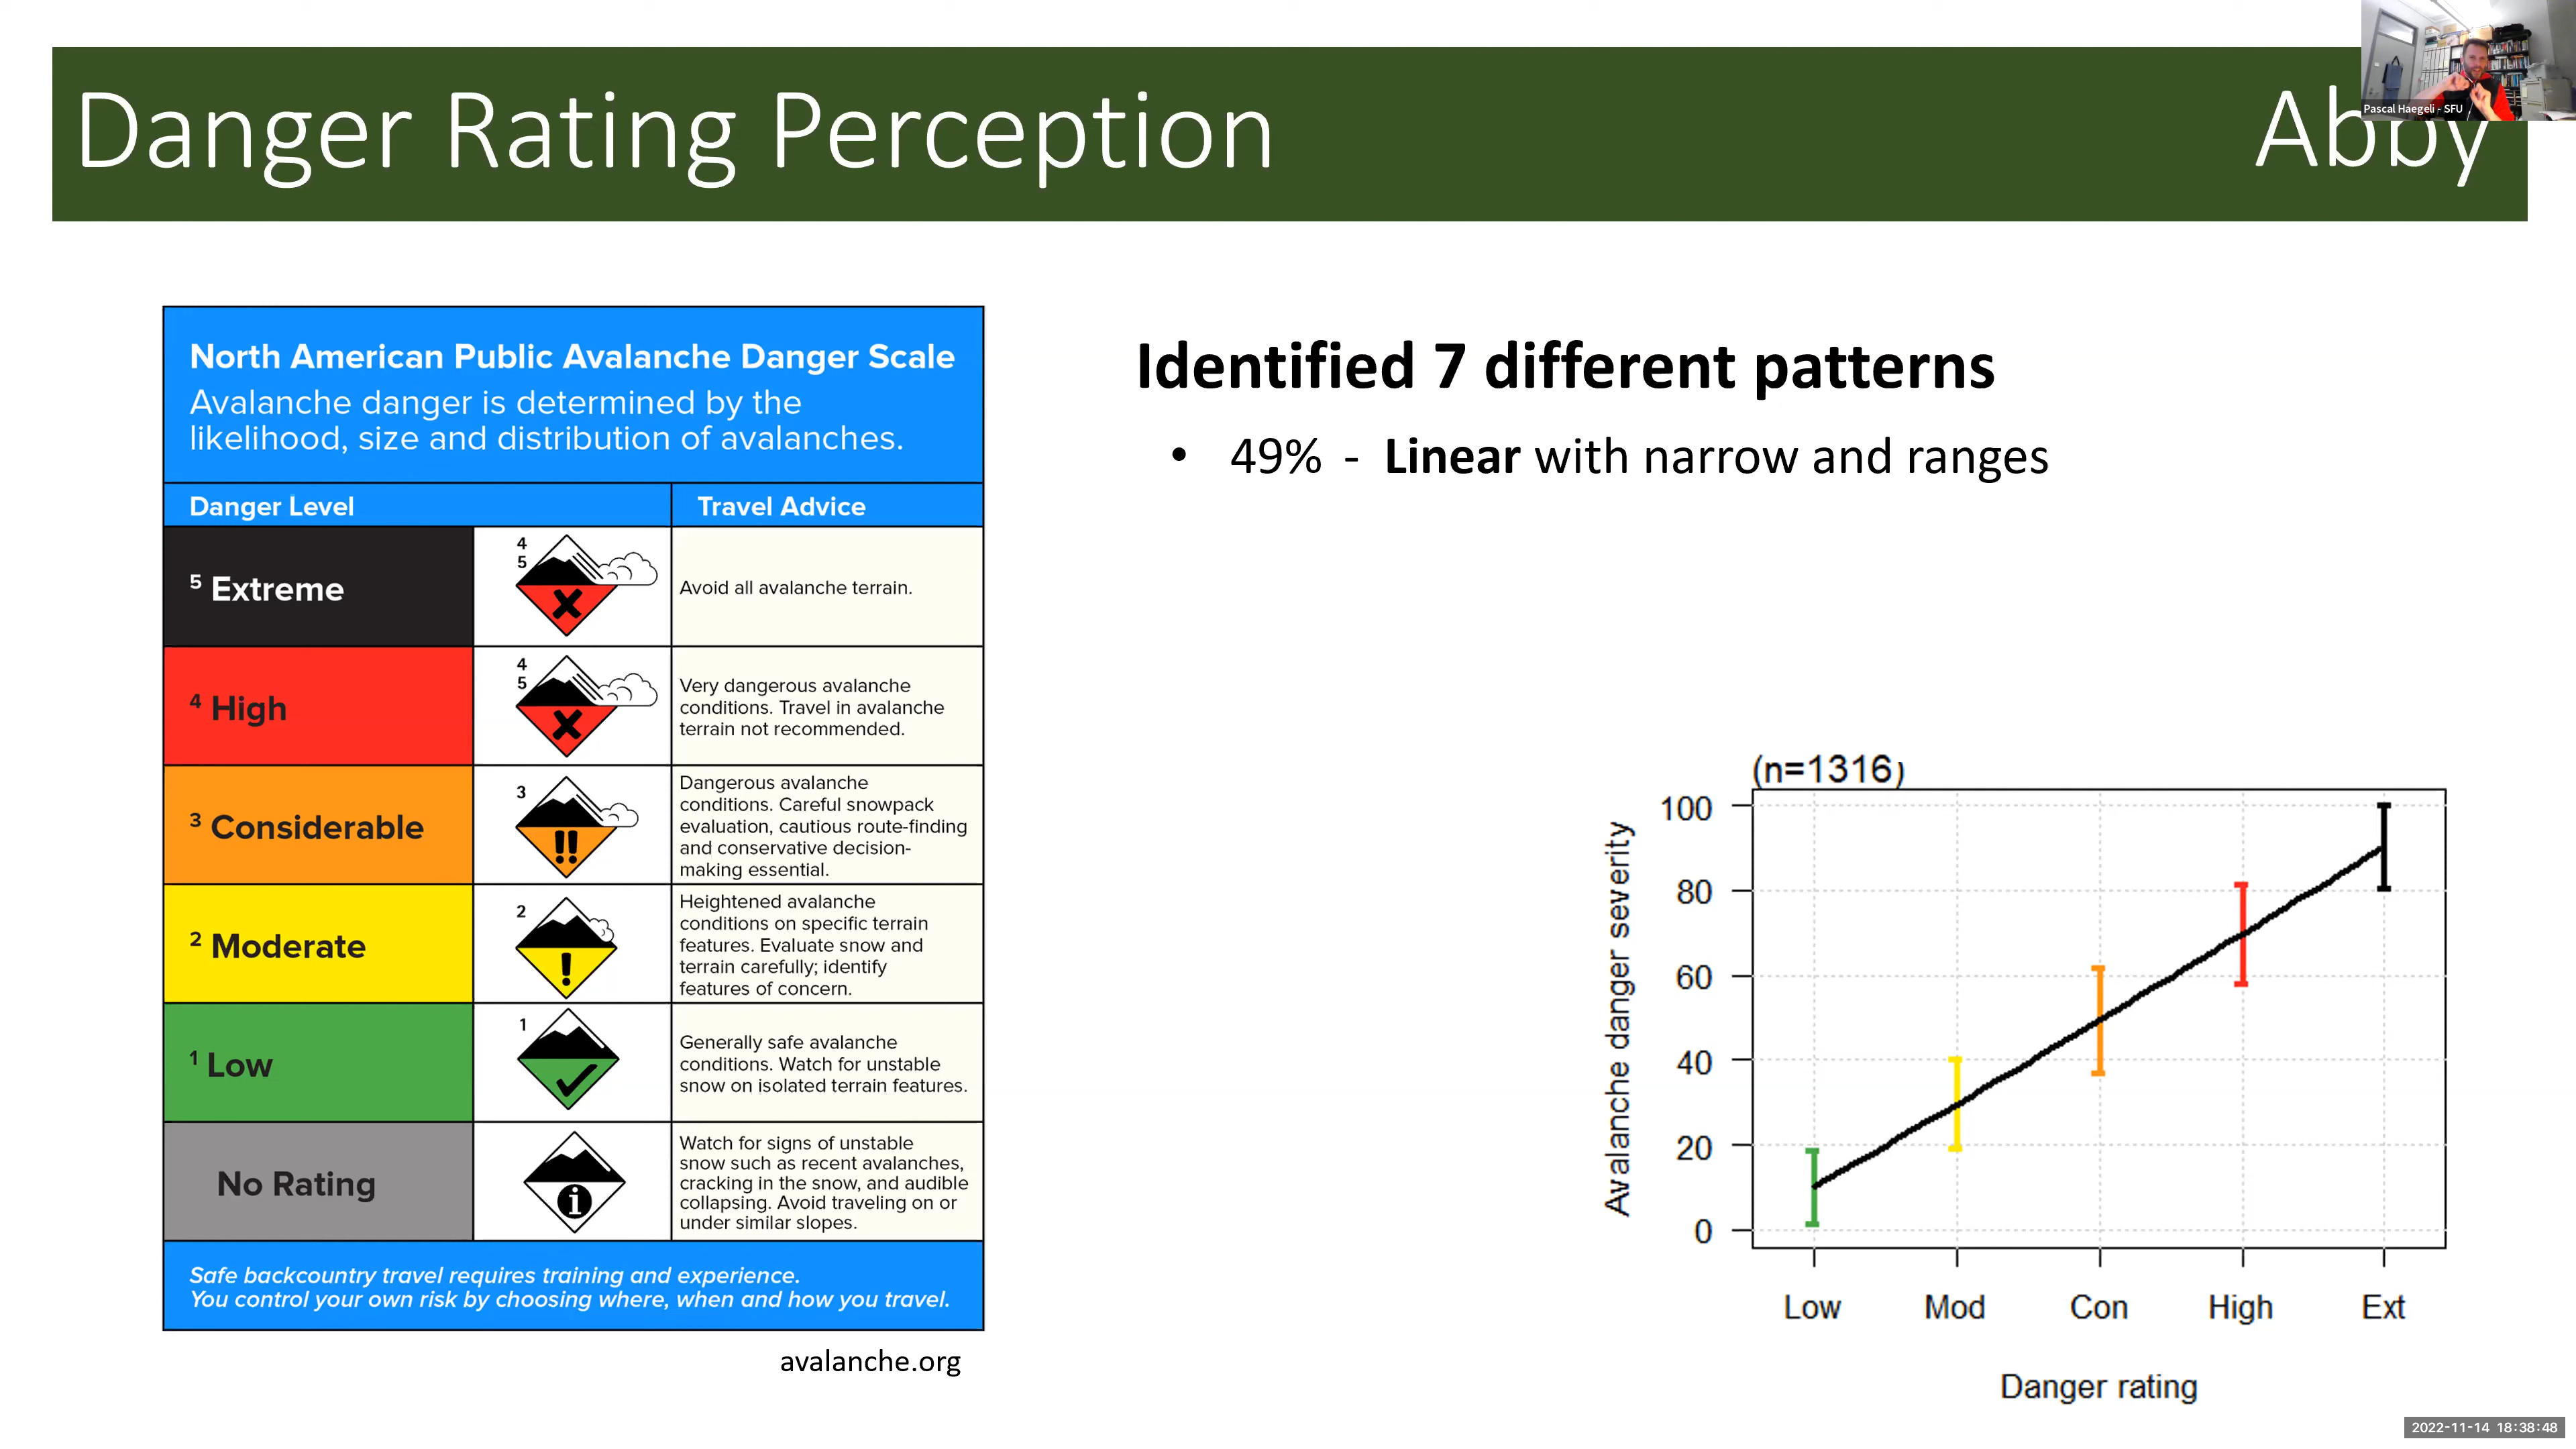 Danger Rating Perception
Abby
Pascal Haegeli - SFU
North American Public Avalanche Danger Scale
Avalanche danger is determined by the
likelihood, size and distribution of avalanches.
Danger Level
Travel Advice
5 Extreme
4
5
Avoid all avalanche terrain.
4 High
4
5
Very dangerous avalanche
conditions. Travel in avalanche
terrain not recommended.
3 Considerable
3
!!
Dangerous avalanche
conditions. Careful snowpack
evaluation, cautious route-finding
and conservative decision-
making essential.
2 Moderate
2
!
Heightened avalanche
conditions on specific terrain
features. Evaluate snow and
terrain carefully; identify
features of concern.
1 Low
1
Generally safe avalanche
conditions. Watch for unstable
snow on isolated terrain features.
No Rating
i
Watch for signs of unstable
snow such as recent avalanches,
cracking in the snow, and audible
collapsing. Avoid traveling on or
under similar slopes.
Safe backcountry travel requires training and experience.
You control your own risk by choosing where, when and how you travel.
avalanche.org
Identified 7 different patterns
• 49% - Linear with narrow and ranges
(n=1316)
Avalanche danger severity
100
80
60
40
20
0
Low Mod Con High Ext
Danger rating
2022-11-14 18:38:48